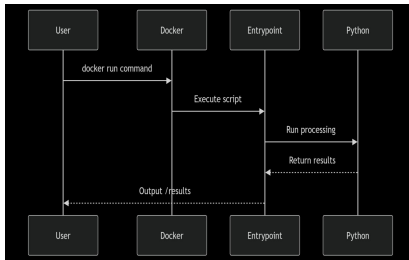 User Docker Entrypoint Python
docker run command
Execute script
Run processing
Return results
Output /results
User Docker Entrypoint Python